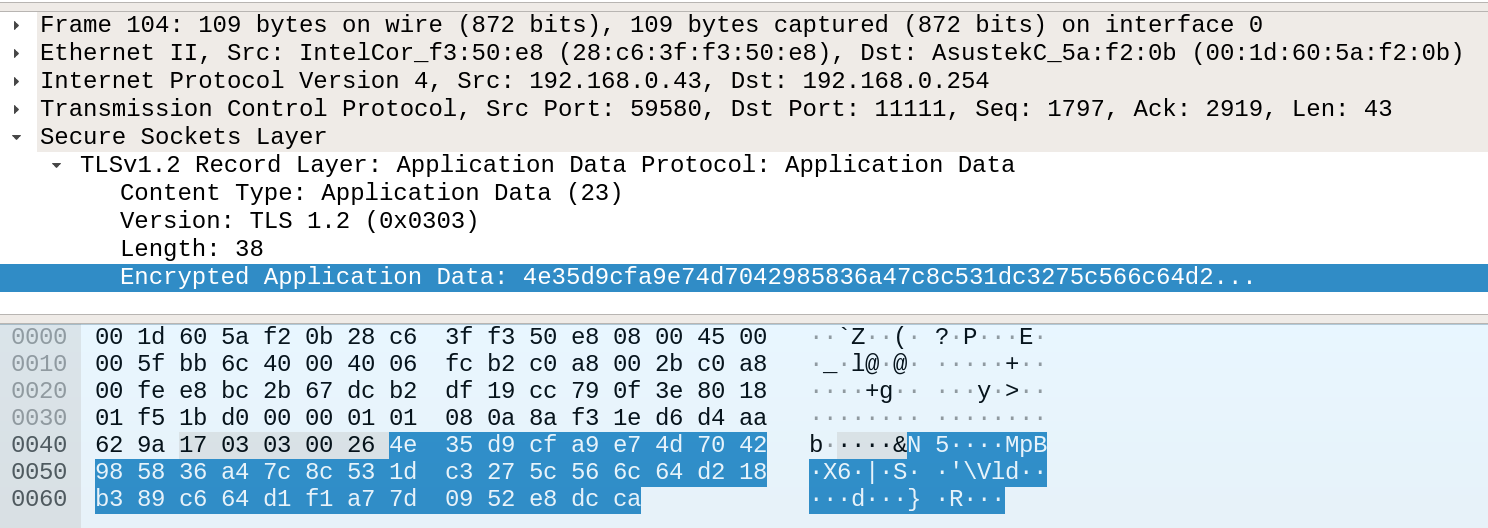 Frame 104: 109 bytes on wire (872 bits), 109 bytes captured (872 bits) on interface 0
Ethernet II, Src: IntelCor_f3:50:e8 (28:c6:3f:f3:50:e8), Dst: AsustekC_5a:f2:0b (00:1d:60:5a:f2:0b)
Internet Protocol Version 4, Src: 192.168.0.43, Dst: 192.168.0.254
Transmission Control Protocol, Src Port: 59580, Dst Port: 11111, Seq: 1797, Ack: 2919, Len: 43
Secure Sockets Layer
TLSv1.2 Record Layer: Application Data Protocol: Application Data
Content Type: Application Data (23)
Version: TLS 1.2 (0x0303)
Length: 38
Encrypted Application Data: 4e35d9cfa9e74d7042985836a47c8c531dc3275c566c64d2...
0000 00 1d 60 5a f2 0b 28 c6 3f f3 50 e8 08 00 45 00 ··`Z··(· ?·P···E·
0010 00 5f bb 6c 40 00 40 06 fc b2 c0 a8 00 2b c0 a8 ·_·l@·@· ·····+··
0020 00 fe e8 bc 2b 67 dc b2 df 19 cc 79 0f 3e 80 18 ····+g·· ···y·>··
0030 01 f5 1b d0 00 00 01 01 08 0a 8a f3 1e d6 d4 aa ········ ········
0040 62 9a 17 03 03 00 26 4e 35 d9 cf a9 e7 4d 70 42 b·····&N 5····MpB
0050 98 58 36 a4 7c 8c 53 1d c3 27 5c 56 6c 64 d2 18 ·X6·|·S· ·'\Vld··
0060 b3 89 c6 64 d1 f1 a7 7d 09 52 e8 dc ca ···d···} ·R···